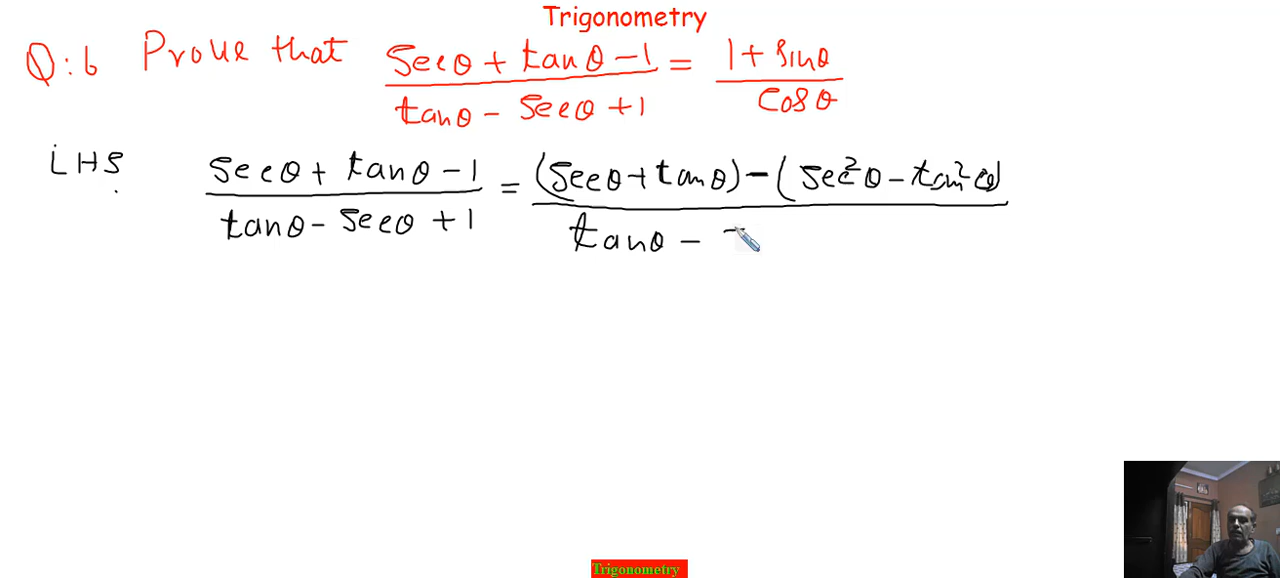 Trigonometry
Q:6 Prove that secθ + tanθ - 1 / tanθ - secθ + 1 = 1 + sinθ / cosθ
LHS secθ + tanθ - 1 / tanθ - secθ + 1 = (secθ + tanθ) - (sec²θ - tan²θ) / tanθ -
Trigonometry